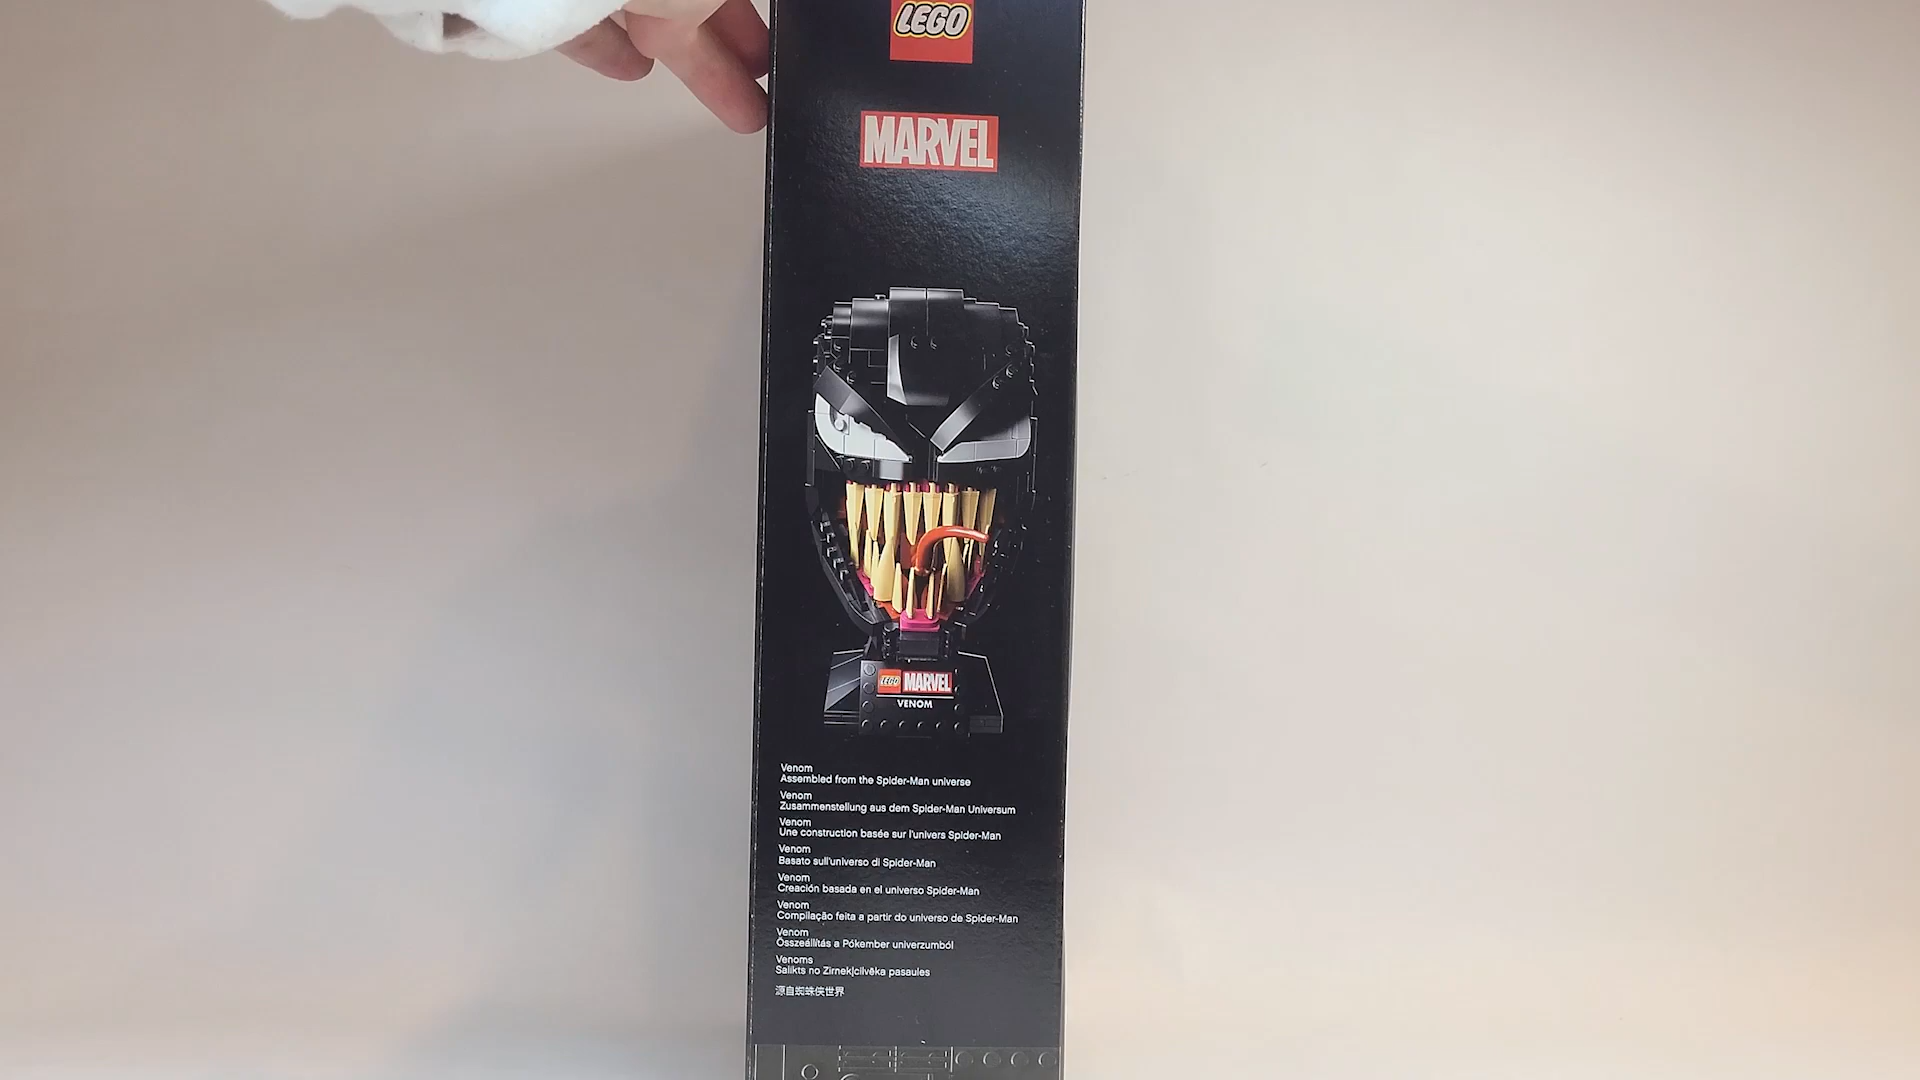 LEGO
MARVEL
LEGO MARVEL
VENOM
Venom
Assembled from the Spider-Man universe
Venom
Zusammenstellung aus dem Spider-Man Universum
Venom
Une construction basée sur l'univers Spider-Man
Venom
Basato sull'universo di Spider-Man
Venom
Creación basada en el universo Spider-Man
Venom
Compilação feita a partir do universo de Spider-Man
Venom
Összeállítás a Pókember univerzumból
Venoms
Salikts no Zirnekļcilvēka pasaules
源自蜘蛛侠世界